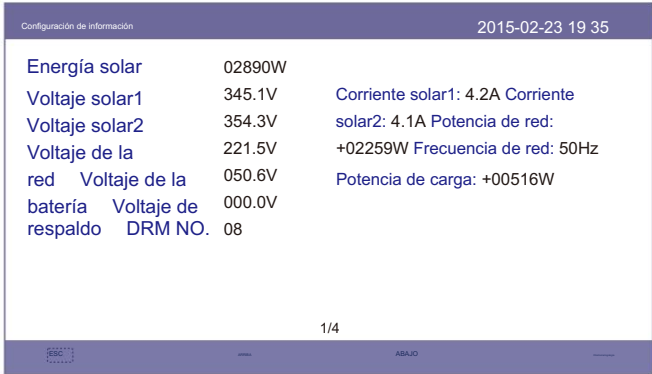 Configuración de información 2015-02-23 19 35
Energía solar 02890W
Voltaje solar1 345.1V Corriente solar1: 4.2A Corriente
Voltaje solar2 354.3V solar2: 4.1A Potencia de red:
Voltaje de la 221.5V +02259W Frecuencia de red: 50Hz
red Voltaje de la 050.6V Potencia de carga: +00516W
batería Voltaje de 000.0V
respaldo DRM NO. 08
1/4
ESC ABAJO